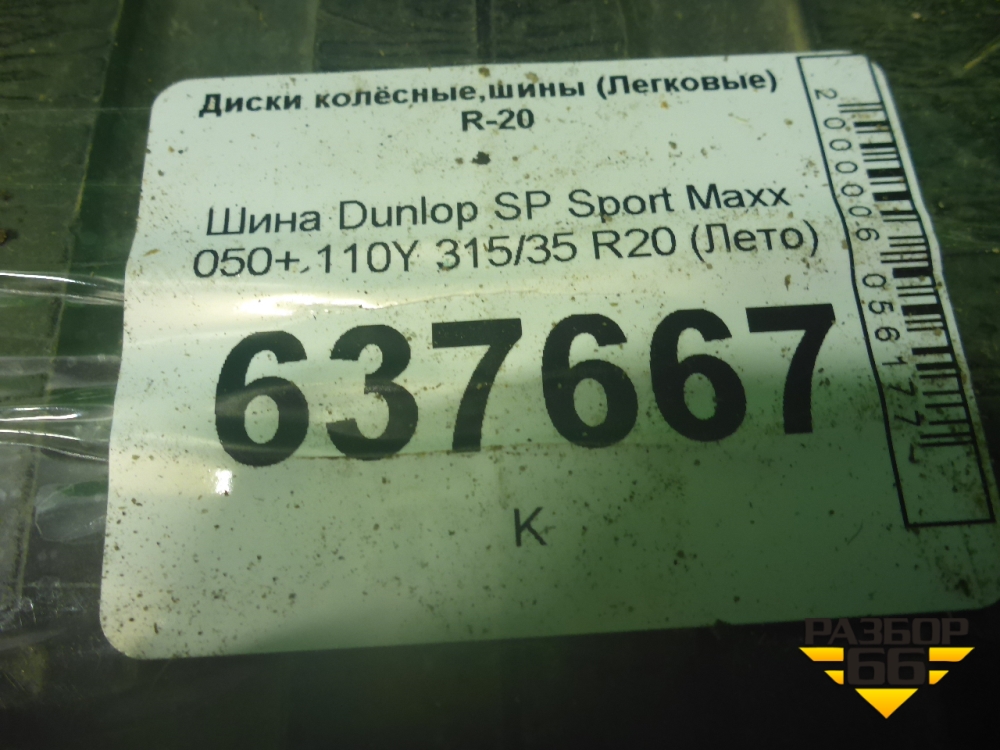 Диски колёсные,шины (Легковые)
R-20
Шина Dunlop SP Sport Maxx
050+ 110Y 315/35 R20 (Лето)
637667
К
РАЗБОР
66